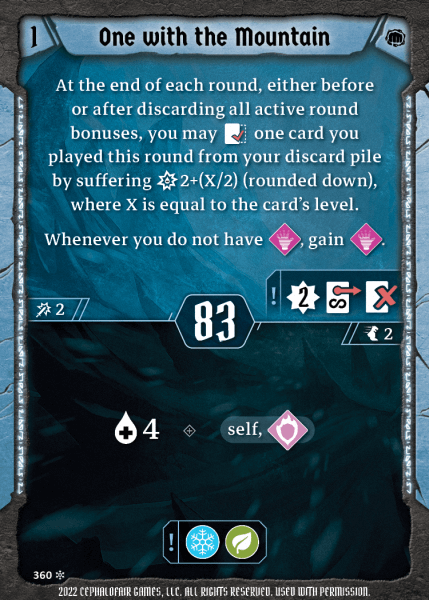 1 One with the Mountain
At the end of each round, either before
or after discarding all active round
bonuses, you may one card you
played this round from your discard pile
by suffering 2+(X/2) (rounded down),
where X is equal to the card's level.
Whenever you do not have , gain .
! 2
2
83
2
4 self,
!
360
2022 CEPHALOFAIR GAMES, LLC. ALL RIGHTS RESERVED. USED WITH PERMISSION.